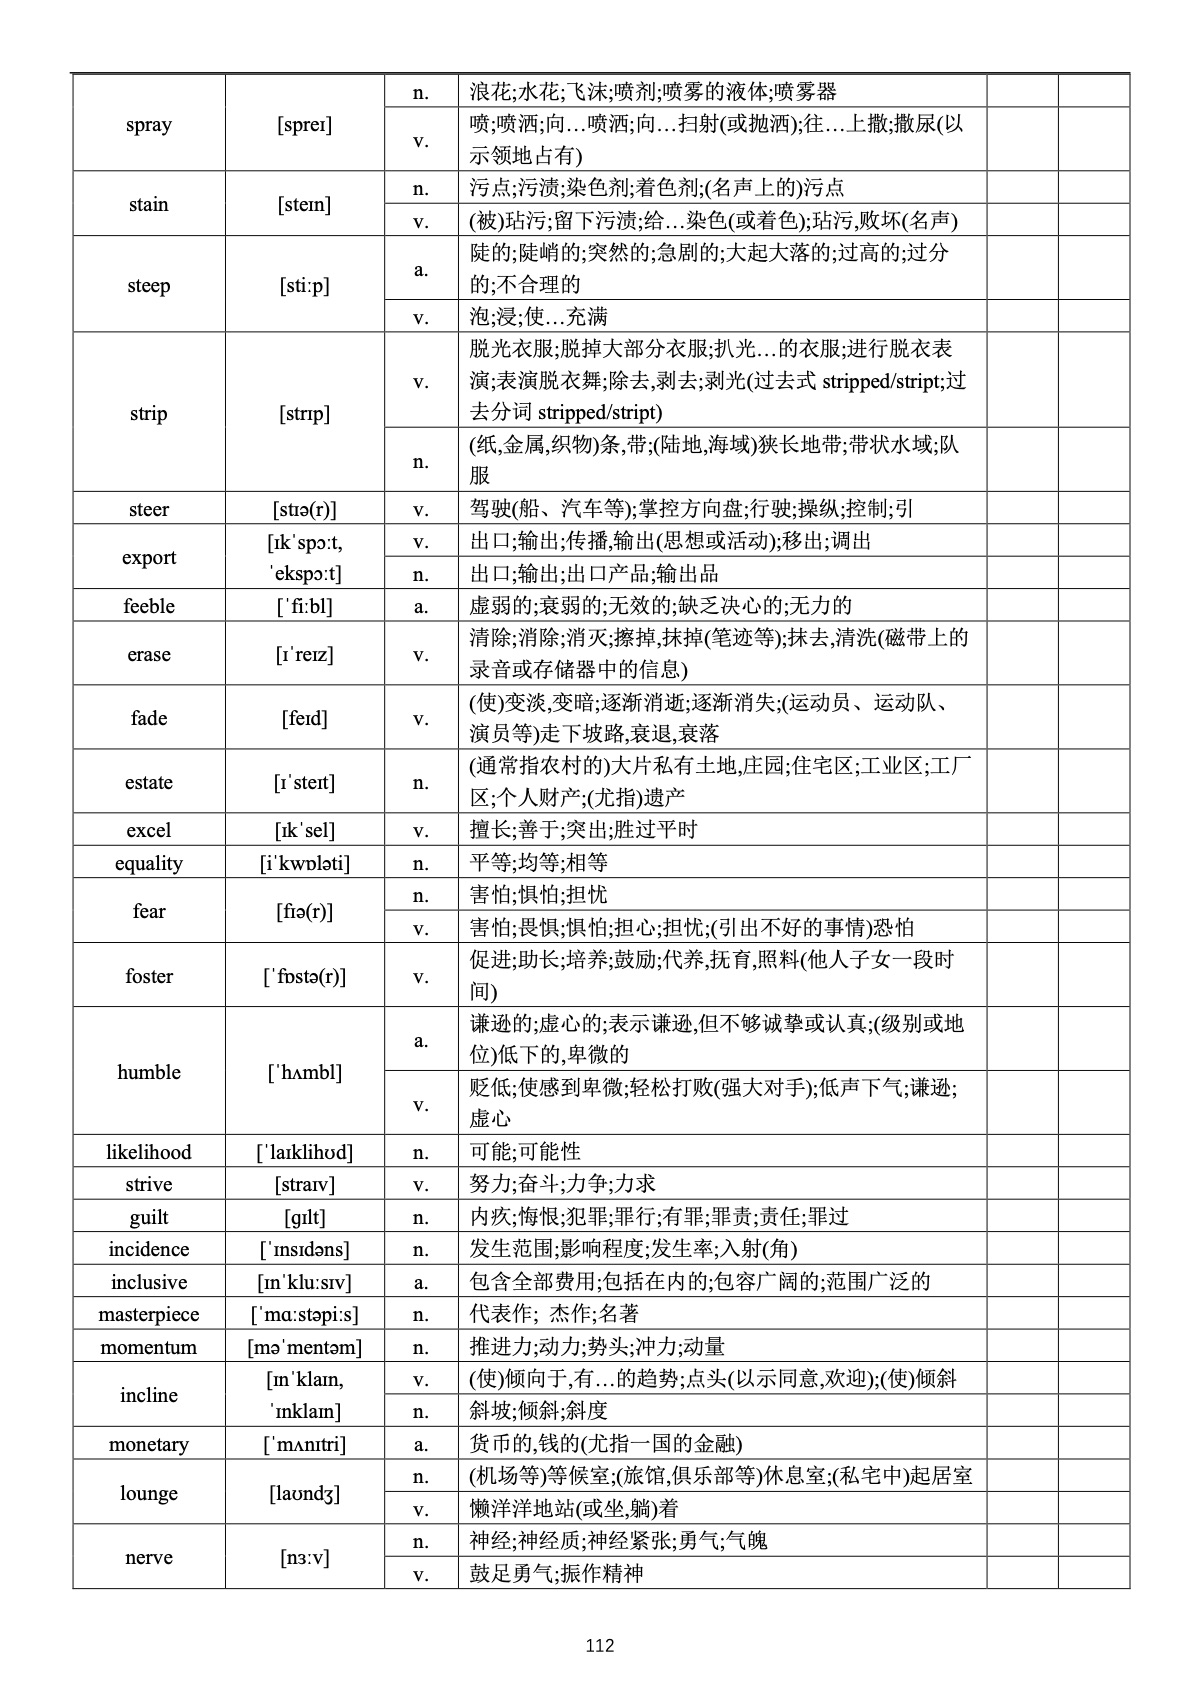 spray [spreɪ] n. 浪花;水花;飞沫;喷剂;喷雾的液体;喷雾器
v. 喷;喷洒;向…喷洒;向…扫射(或抛洒);往…上撒;撒尿(以
示领地占有)
stain [steɪn] n. 污点;污渍;染色剂;着色剂;(名声上的)污点
v. (被)玷污;留下污渍;给…染色(或着色);玷污,败坏(名声)
steep [stiːp] a. 陡的;陡峭的;突然的;急剧的;大起大落的;过高的;过分
的;不合理的
v. 泡;浸;使…充满
strip [strɪp] v. 脱光衣服;脱掉大部分衣服;扒光…的衣服;进行脱衣表
演;表演脱衣舞;除去,剥去;剥光(过去式 stripped/stript;过
去分词 stripped/stript)
n. (纸,金属,织物)条,带;(陆地,海域)狭长地带;带状水域;队
服
steer [stɪə(r)] v. 驾驶(船、汽车等);掌控方向盘;行驶;操纵;控制;引
export [ɪkˈspɔːt, v. 出口;输出;传播,输出(思想或活动);移出;调出
ˈekspɔːt] n. 出口;输出;出口产品;输出品
feeble [ˈfiːbl] a. 虚弱的;衰弱的;无效的;缺乏决心的;无力的
erase [ɪˈreɪz] v. 清除;消除;消灭;擦掉,抹掉(笔迹等);抹去,清洗(磁带上的
录音或存储器中的信息)
fade [feɪd] v. (使)变淡,变暗;逐渐消逝;逐渐消失;(运动员、运动队、
演员等)走下坡路,衰退,衰落
estate [ɪˈsteɪt] n. (通常指农村的)大片私有土地,庄园;住宅区;工业区;工厂
区;个人财产;(尤指)遗产
excel [ɪkˈsel] v. 擅长;善于;突出;胜过平时
equality [iˈkwɒləti] n. 平等;均等;相等
fear [fɪə(r)] n. 害怕;惧怕;担忧
v. 害怕;畏惧;惧怕;担心;担忧;(引出不好的事情)恐怕
foster [ˈfɒstə(r)] v. 促进;助长;培养;鼓励;代养,抚育,照料(他人子女一段时
间)
humble [ˈhʌmbl] a. 谦逊的;虚心的;表示谦逊,但不够诚挚或认真;(级别或地
位)低下的,卑微的
v. 贬低;使感到卑微;轻松打败(强大对手);低声下气;谦逊;
虚心
likelihood [ˈlaɪklihʊd] n. 可能;可能性
strive [straɪv] v. 努力;奋斗;力争;力求
guilt [ɡɪlt] n. 内疚;悔恨;犯罪;罪行;有罪;罪责;责任;罪过
incidence [ˈɪnsɪdəns] n. 发生范围;影响程度;发生率;入射(角)
inclusive [ɪnˈkluːsɪv] a. 包含全部费用;包括在内的;包容广阔的;范围广泛的
masterpiece [ˈmɑːstəpiːs] n. 代表作; 杰作;名著
momentum [məˈmentəm] n. 推进力;动力;势头;冲力;动量
incline [ɪnˈklaɪn, v. (使)倾向于,有…的趋势;点头(以示同意,欢迎);(使)倾斜
ˈɪnklaɪn] n. 斜坡;倾斜;斜度
monetary [ˈmʌnɪtri] a. 货币的,钱的(尤指一国的金融)
lounge [laʊndʒ] n. (机场等)等候室;(旅馆,俱乐部等)休息室;(私宅中)起居室
v. 懒洋洋地站(或坐,躺)着
nerve [nɜːv] n. 神经;神经质;神经紧张;勇气;气魄
v. 鼓足勇气;振作精神
112